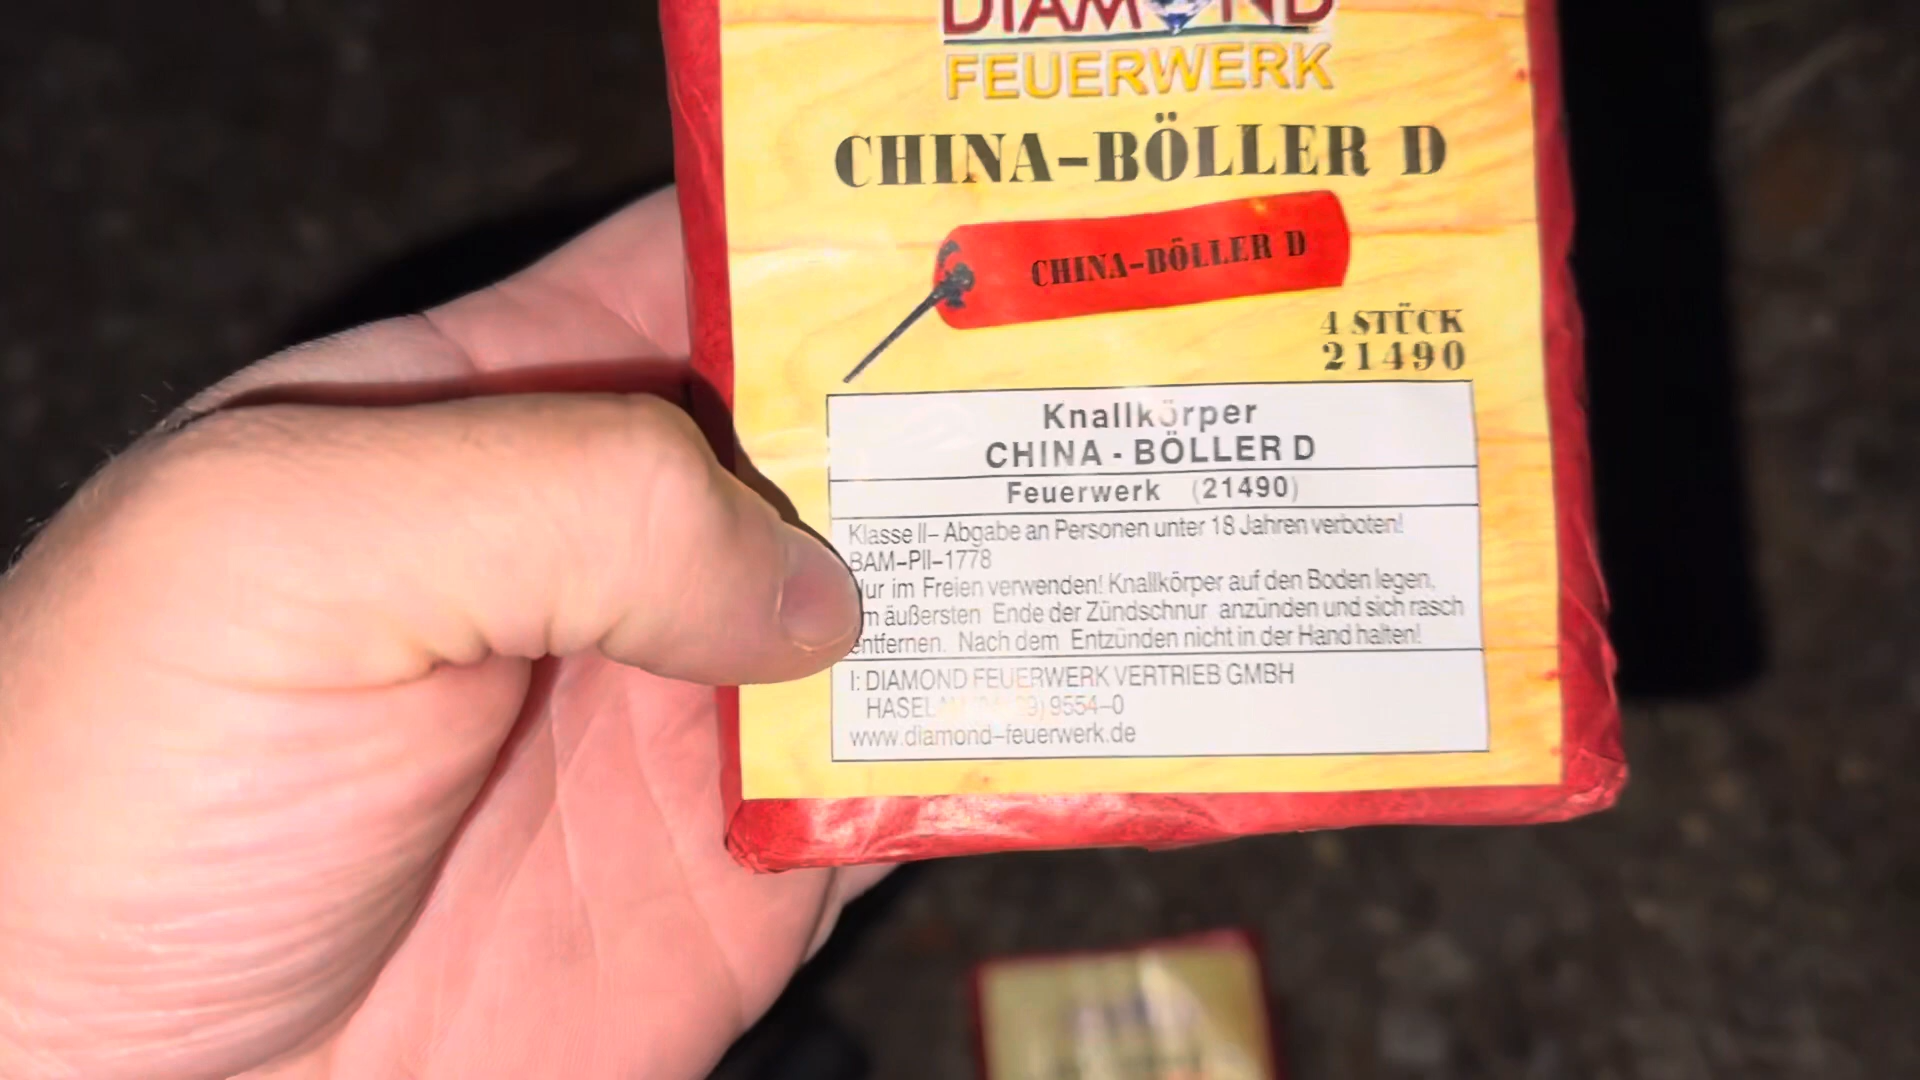 DIAMOND
FEUERWERK
CHINA-BÖLLER D
CHINA-BÖLLER D
4 STÜCK
21490
Knallkörper
CHINA - BÖLLER D
Feuerwerk (21490)
Klasse II- Abgabe an Personen unter 18 Jahren verboten!
BAM-PII-1778
ur im Freien verwenden! Knallkörper auf den Boden legen,
m äußersten Ende der Zündschnur anzünden und sich rasch
entfernen. Nach dem Entzünden nicht in der Hand halten!
I: DIAMOND FEUERWERK VERTRIEB GMBH
9554-0
www.diamond-feuerwerk.de